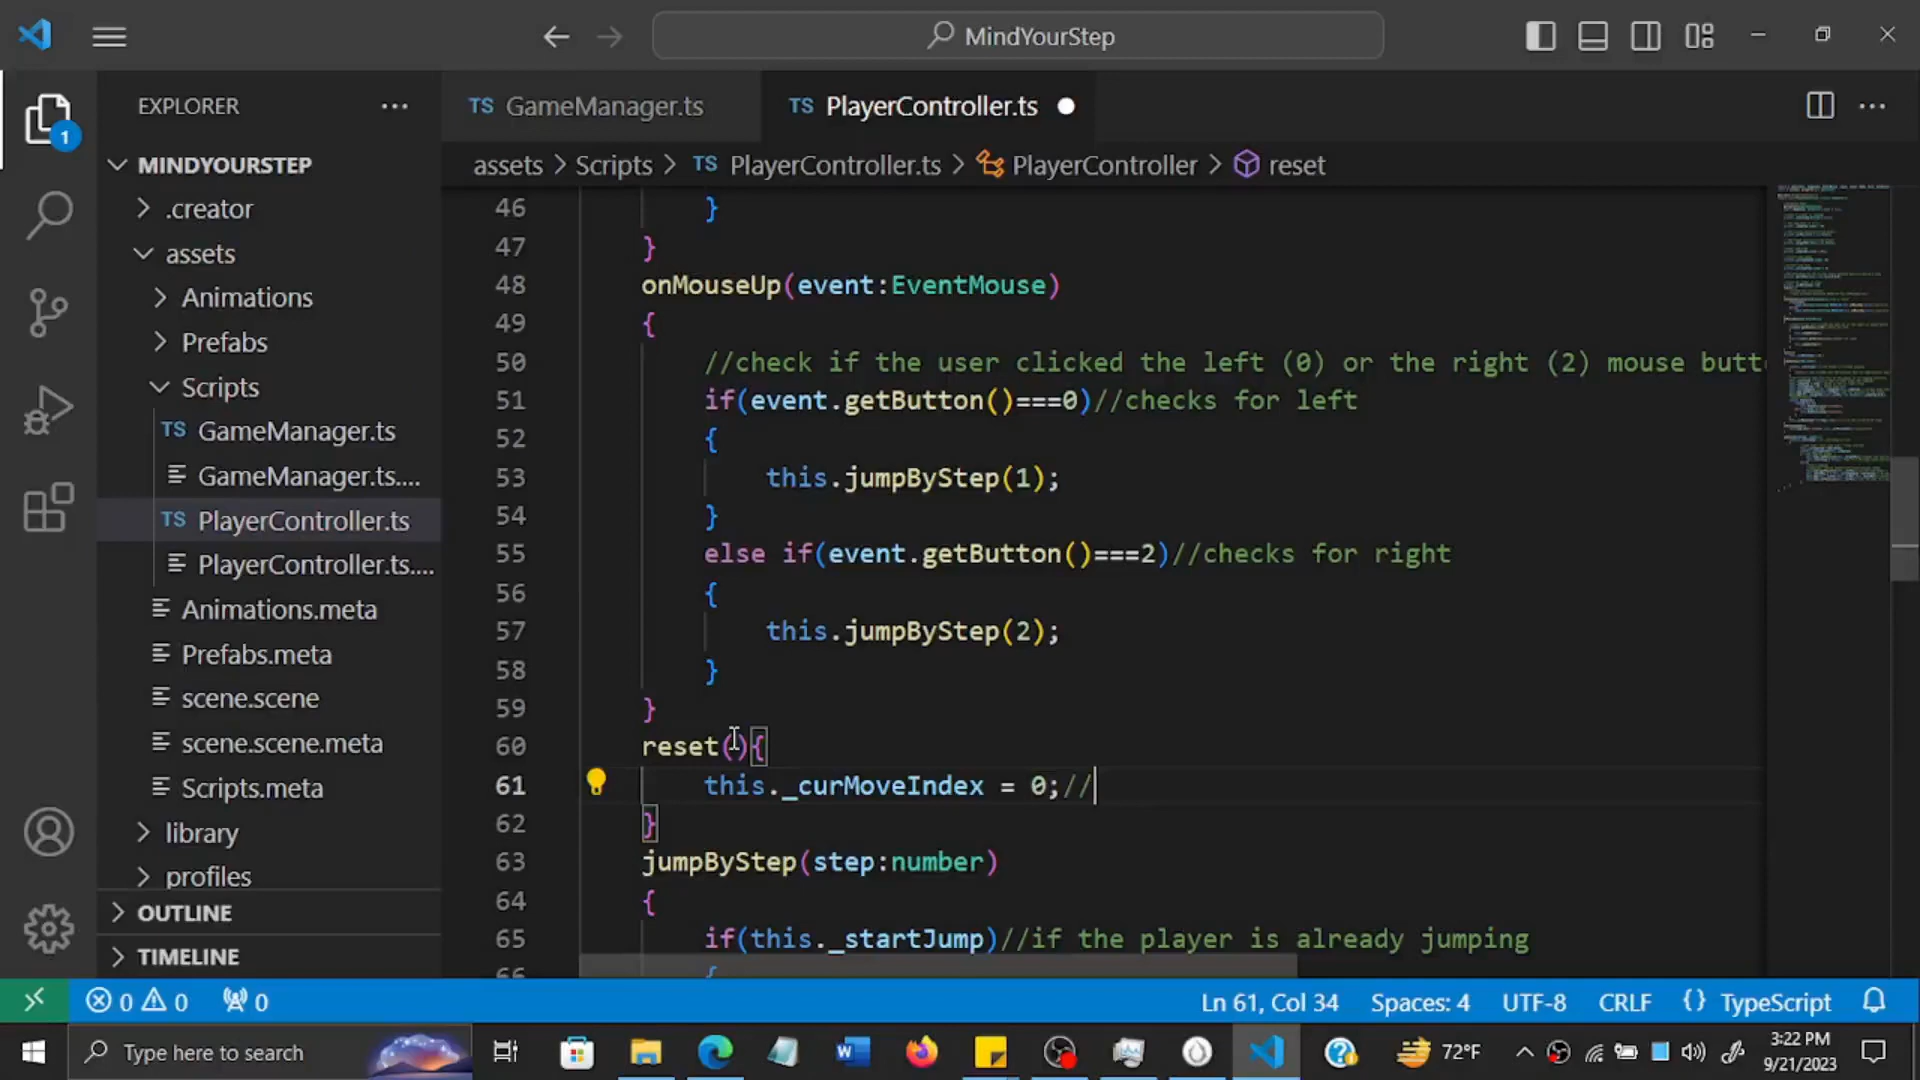 MindYourStep
EXPLORER
GameManager.ts
PlayerController.ts
assets > Scripts > TS PlayerController.ts > PlayerController > reset
1
MINDYOURSTEP
.creator
assets
Animations
Prefabs
Scripts
TS GameManager.ts
GameManager.ts....
TS PlayerController.ts
PlayerController.ts....
Animations.meta
Prefabs.meta
scene.scene
scene.scene.meta
Scripts.meta
library
profiles
OUTLINE
TIMELINE
46 }
47 }
48 onMouseUp(event:EventMouse)
49 {
50 //check if the user clicked the left (0) or the right (2) mouse butt
51 if(event.getButton()===0)//checks for left
52 {
53 this.jumpByStep(1);
54 }
55 else if(event.getButton()===2)//checks for right
56 {
57 this.jumpByStep(2);
58 }
59 }
60 reset(){
61 this._curMoveIndex = 0;//
62 }
63 jumpByStep(step:number)
64 {
65 if(this._startJump)//if the player is already jumping
66 {
0 0 0 Ln 61, Col 34 Spaces: 4 UTF-8 CRLF {} TypeScript
Type here to search 72°F 3:22 PM
9/21/2023